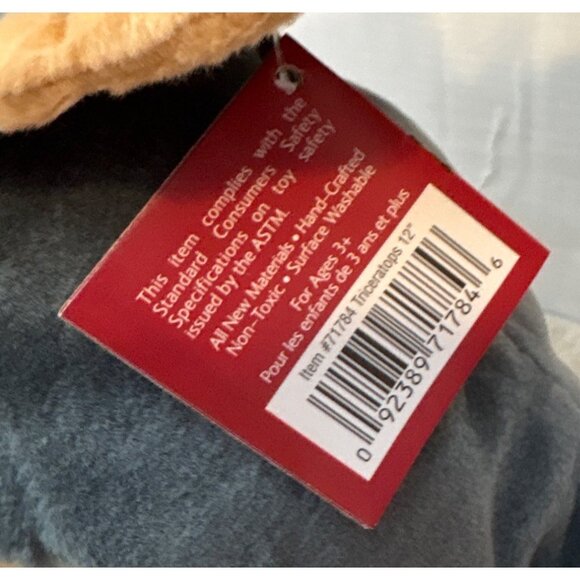 This item complies with the
Standard Consumers Safety
Specifications on toy safety
issued by the ASTM.
All New Materials • Hand-Crafted
Non-Toxic • Surface Washable
For Ages 3+
Pour les enfants de 3 ans et plus
Item #71784 Triceratops 12"
0 92389 71784 6